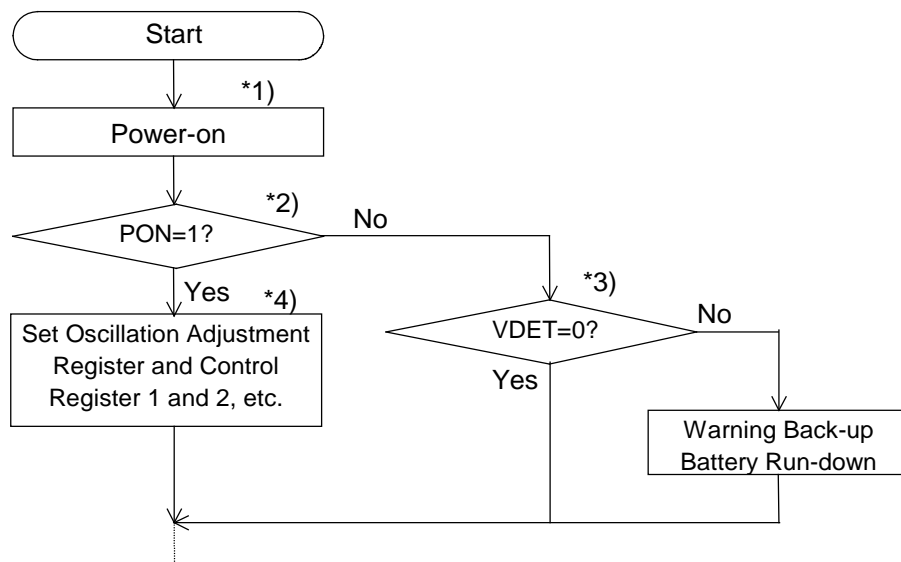 Start
*1)
Power-on
*2)
No
PON=1?
Yes
*4)
*3)
Set Oscillation Adjustment
Register and Control
Register 1 and 2, etc.
VDET=0?
No
Yes
Warning Back-up
Battery Run-down